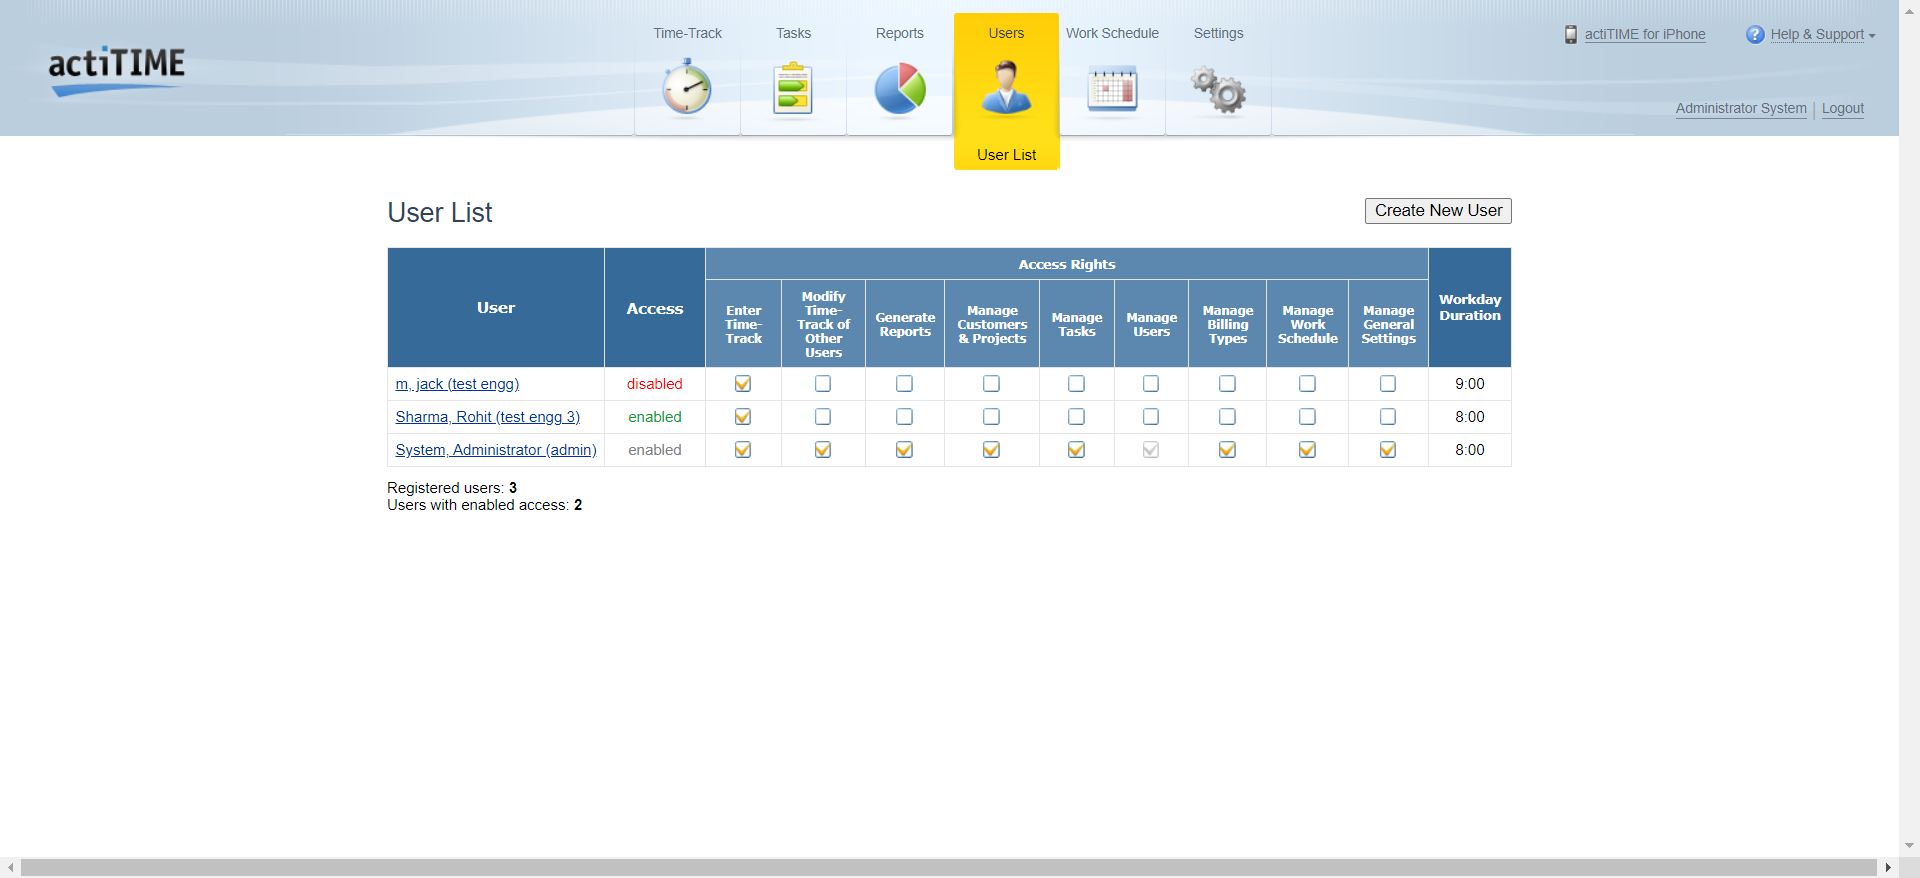 actiTIME
Time-Track
Tasks
Reports
Users
Work Schedule
Settings
actiTIME for iPhone
Help & Support
Administrator System
Logout
User List
User List
Create New User
User
Access
Access Rights
Workday
Duration
Enter
Time-
Track
Modify
Time-
Track of
Other
Users
Generate
Reports
Manage
Customers
& Projects
Manage
Tasks
Manage
Users
Manage
Billing
Types
Manage
Work
Schedule
Manage
General
Settings
m, jack (test engg) disabled 9:00
Sharma, Rohit (test engg 3) enabled 8:00
System, Administrator (admin) enabled 8:00
Registered users: 3
Users with enabled access: 2